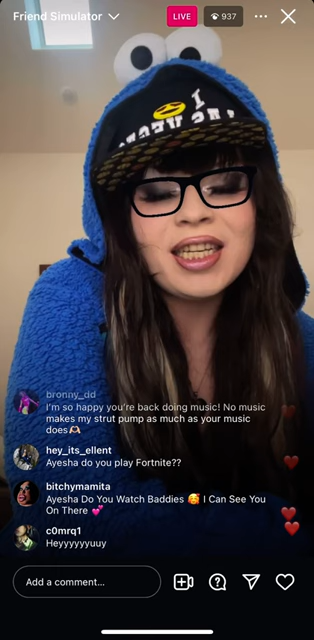 Friend Simulator
LIVE
937
I
LAS VEGAS
bronny_dd
I'm so happy you're back doing music! No music
makes my strut pump as much as your music
does🫶🏻
hey_its_ellent
Ayesha do you play Fortnite??
bitchymamita
Ayesha Do You Watch Baddies 🥰 I Can See You
On There 💕
c0mrq1
Heyyyyyyuuy
Add a comment...